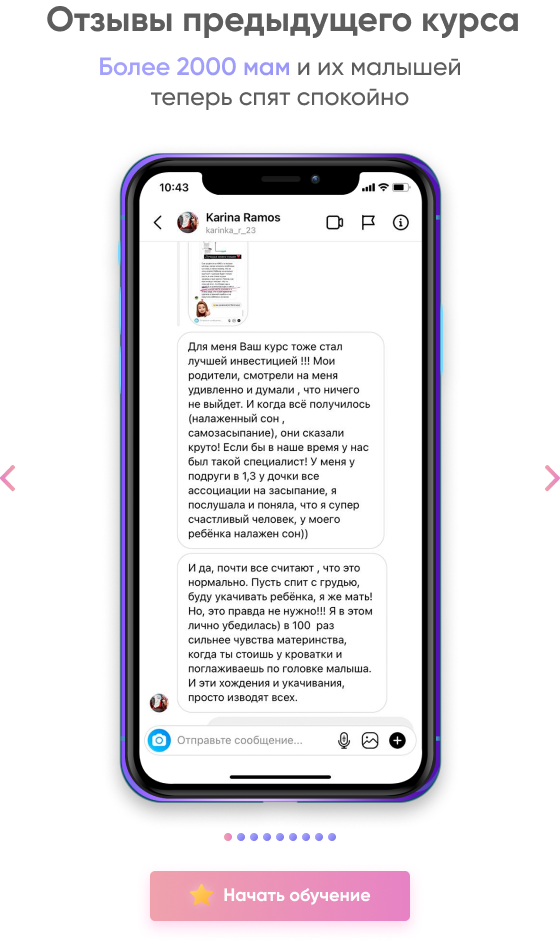 Отзывы предыдущего курса
Более 2000 мам и их малышей
теперь спят спокойно
10:43
Karina Ramos
karinka_r_23
Для меня Ваш курс тоже стал
лучшей инвестицией !!! Мои
родители, смотрели на меня
удивленно и думали , что ничего
не выйдет. И когда всё получилось
(налаженный сон ,
самозасыпание), они сказали
круто! Если бы в наше время у нас
был такой специалист! У меня у
подруги в 1,3 у дочки все
ассоциации на засыпание, я
послушала и поняла, что я супер
счастливый человек, у моего
ребёнка налажен сон))
И да, почти все считают , что это
нормально. Пусть спит с грудью,
буду укачивать ребёнка, я же мать!
Но, это правда не нужно!!! Я в этом
лично убедилась) в 100 раз
сильнее чувства материнства,
когда ты стоишь у кроватки и
поглаживаешь по головке малыша.
И эти хождения и укачивания,
просто изводят всех.
Отправьте сообщение...
Начать обучение